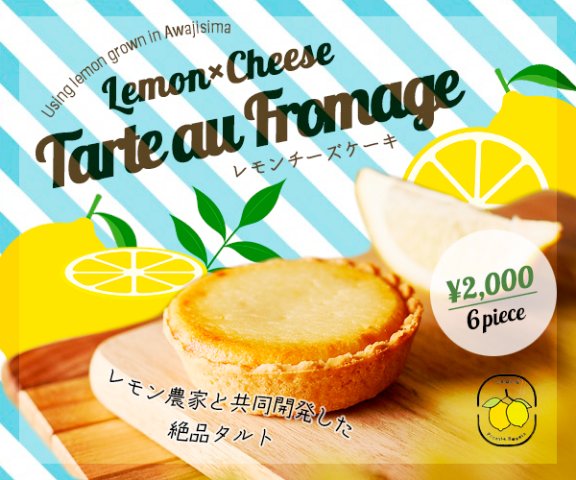 Using lemon grown in Awajisima
Lemon×Cheese
Tarte au Fromage
レモンチーズケーキ
¥2,000
6 piece
レモン農家と共同開発した
絶品タルト